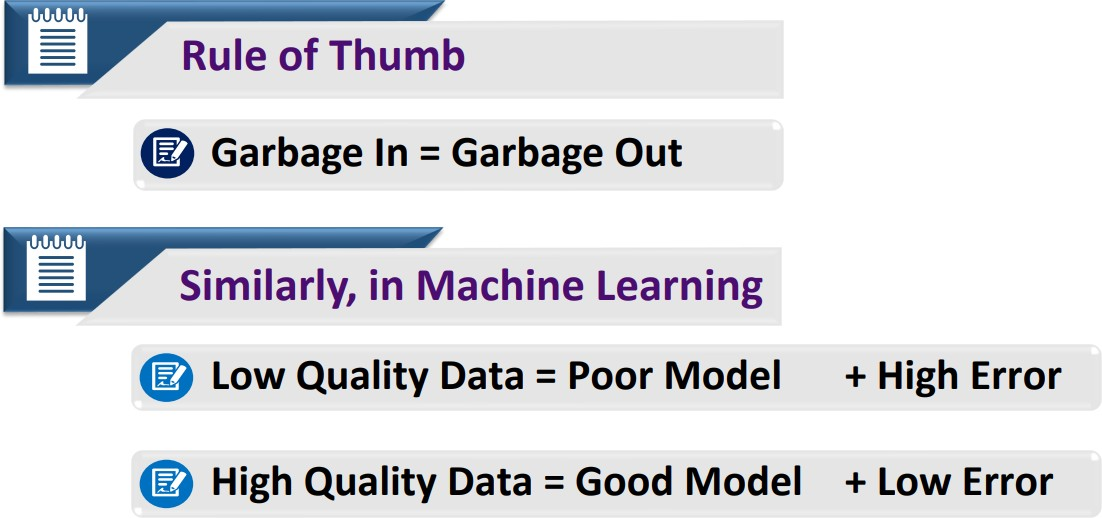 Rule of Thumb
Garbage In = Garbage Out
Similarly, in Machine Learning
Low Quality Data = Poor Model + High Error
High Quality Data = Good Model + Low Error